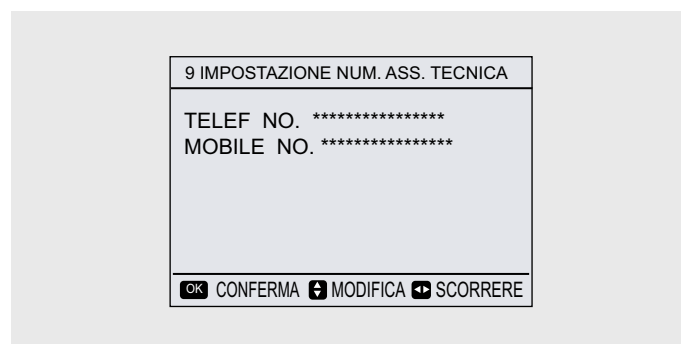 9 IMPOSTAZIONE NUM. ASS. TECNICA
TELEF NO. ****************
MOBILE NO. ****************
OK CONFERMA MODIFICA SCORRERE